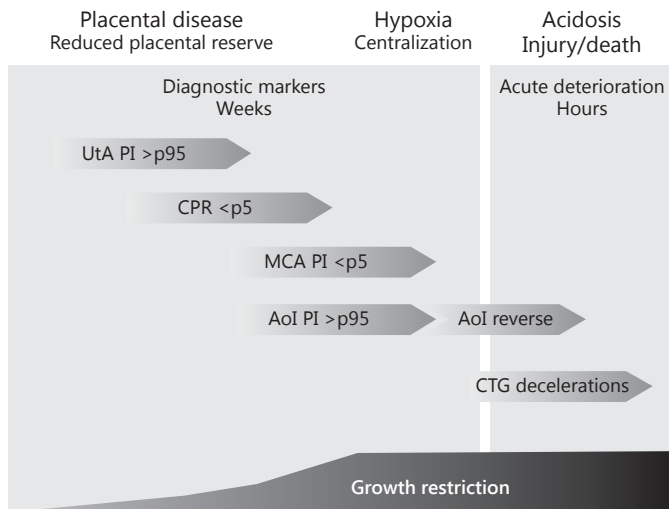 Placental disease
Reduced placental reserve
Hypoxia
Centralization
Acidosis
Injury/death
Diagnostic markers
Weeks
Acute deterioration
Hours
UtA PI >p95
CPR <p5
MCA PI <p5
AoI PI >p95
AoI reverse
CTG decelerations
Growth restriction